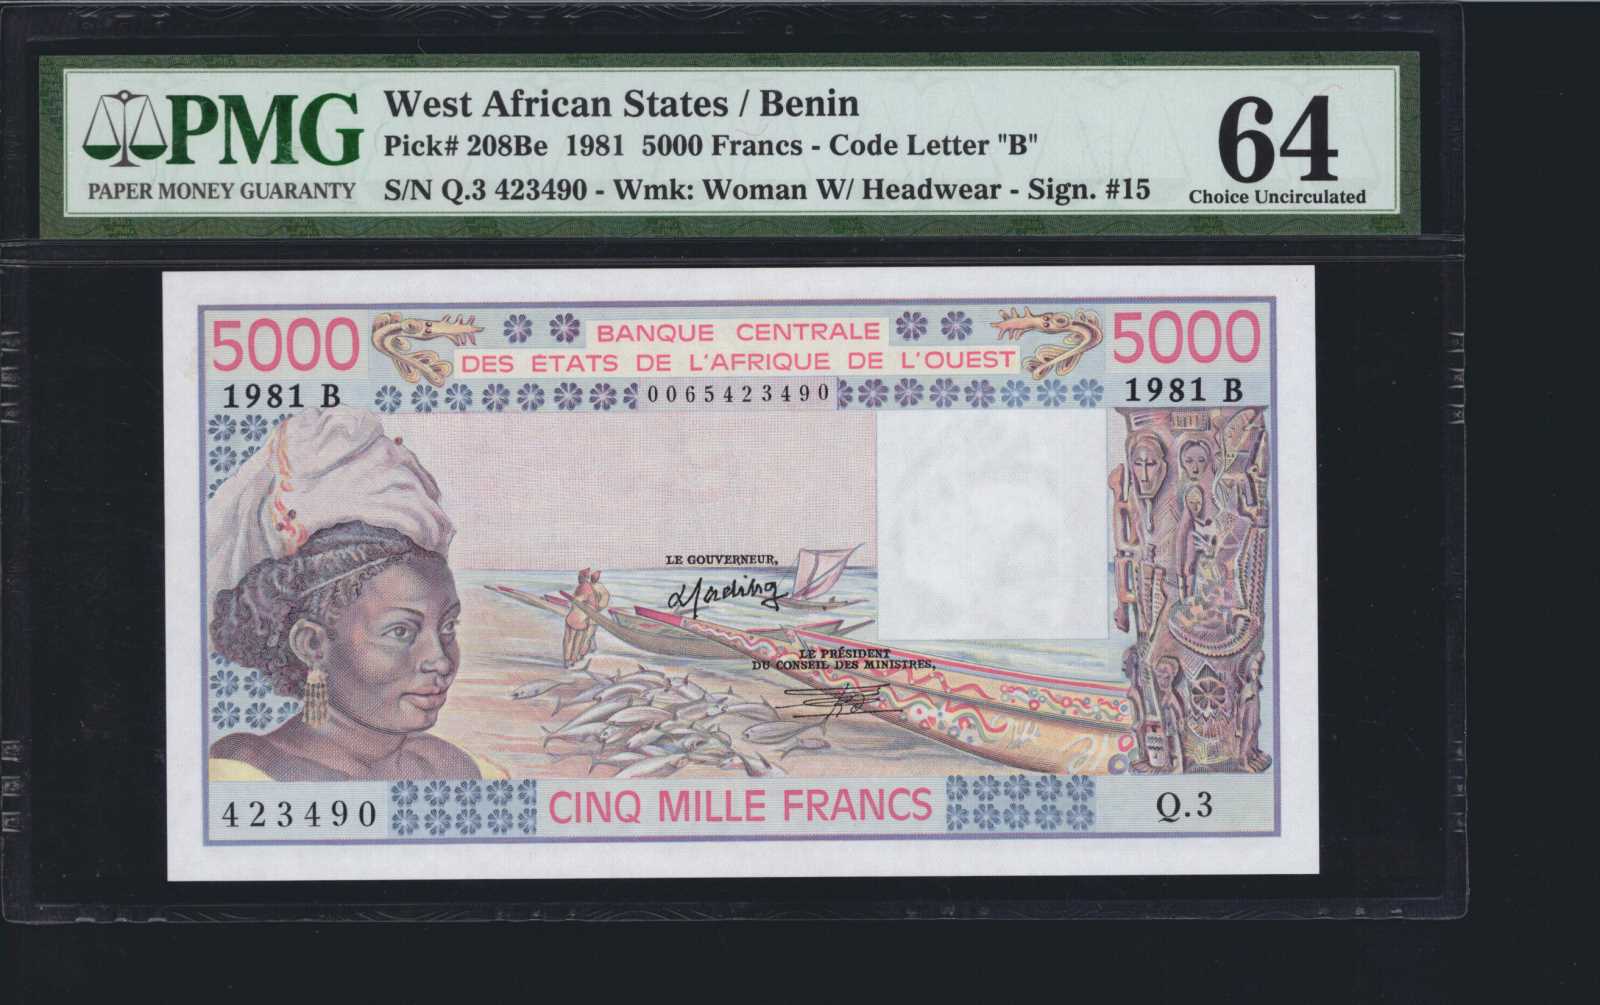 PMG
PAPER MONEY GUARANTY
West African States / Benin
Pick# 208Be 1981 5000 Francs - Code Letter "B"
S/N Q.3 423490 - Wmk: Woman W/ Headwear - Sign. #15
64
Choice Uncirculated
5000
BANQUE CENTRALE
5000
DES ÉTATS DE L'AFRIQUE DE L'OUEST
1981 B
0065423490
1981 B
LE GOUVERNEUR,
LE PRÉSIDENT
DU CONSEIL DES MINISTRES,
423490
CINQ MILLE FRANCS
Q.3